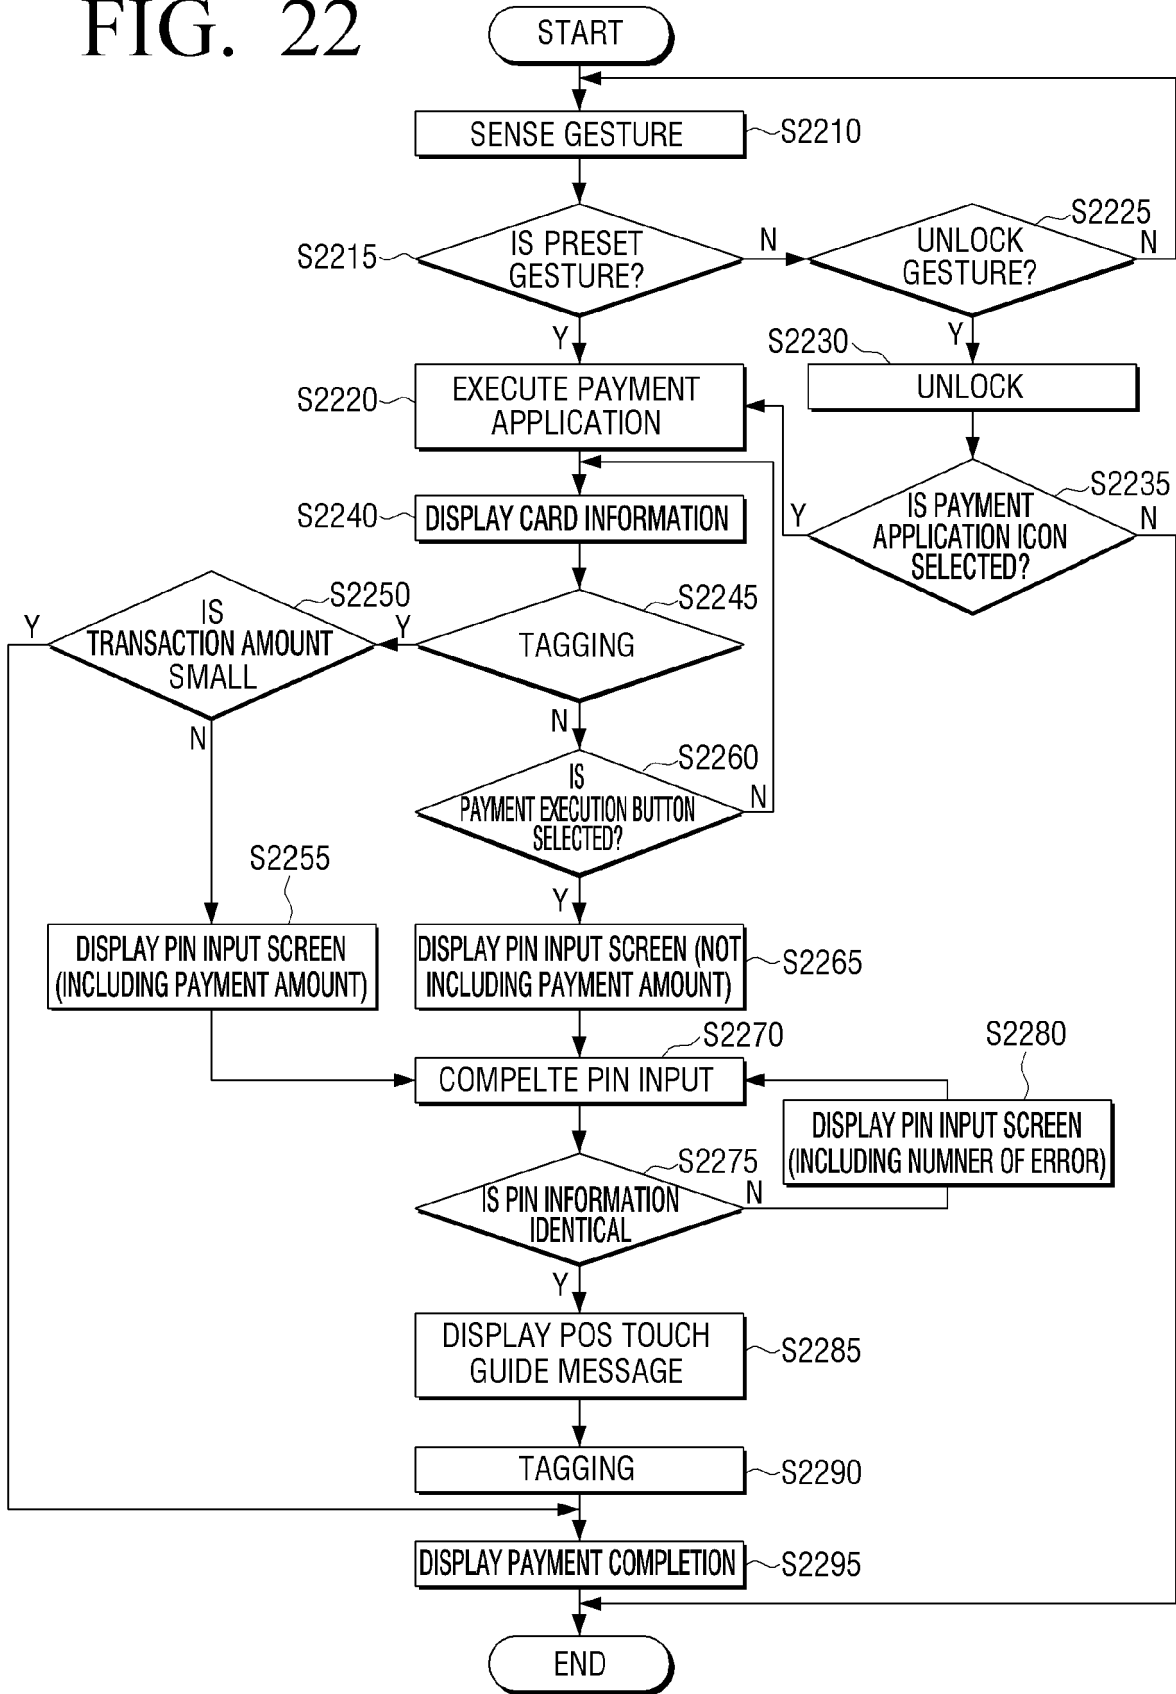 FIG. 22
START
SENSE GESTURE
S2210
S2215
IS PRESET
GESTURE?
N
Y
S2225
UNLOCK
GESTURE?
N
Y
S2230
UNLOCK
S2220
EXECUTE PAYMENT
APPLICATION
S2235
IS PAYMENT
APPLICATION ICON
SELECTED?
Y
N
S2240
DISPLAY CARD INFORMATION
S2245
TAGGING
Y
N
S2250
IS
TRANSACTION AMOUNT
SMALL
Y
N
S2260
IS
PAYMENT EXECUTION BUTTON
SELECTED?
N
Y
S2255
DISPLAY PIN INPUT SCREEN
(INCLUDING PAYMENT AMOUNT)
DISPLAY PIN INPUT SCREEN (NOT
INCLUDING PAYMENT AMOUNT)
S2265
S2270
COMPELTE PIN INPUT
S2280
DISPLAY PIN INPUT SCREEN
(INCLUDING NUMNER OF ERROR)
S2275
IS PIN INFORMATION
IDENTICAL
N
Y
DISPLAY POS TOUCH
GUIDE MESSAGE
S2285
TAGGING
S2290
DISPLAY PAYMENT COMPLETION
S2295
END